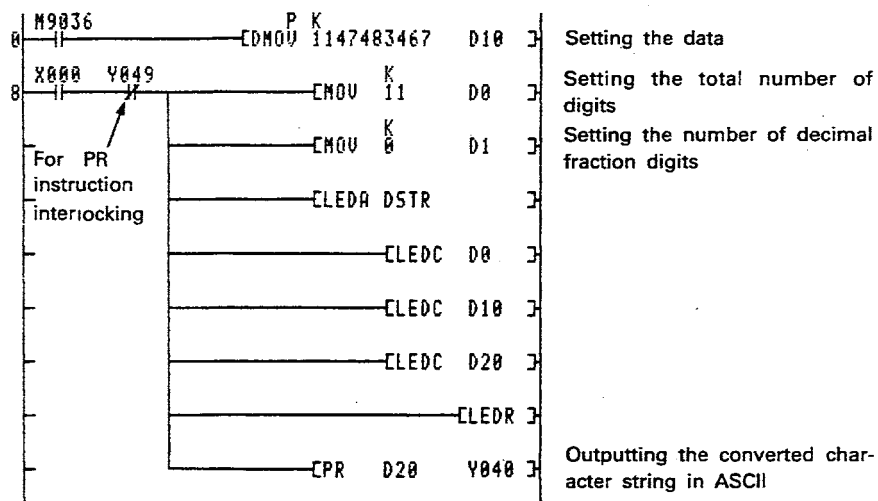 M9036
0 [DMOV P K 1147483467 D10 ] Setting the data
X000 Y049
8 [MOV K 11 D0 ] Setting the total number of
digits
[MOV K 0 D1 ] Setting the number of decimal
fraction digits
For PR
instruction
interlocking
[LEDA DSTR ]
[LEDC D0 ]
[LEDC D10 ]
[LEDC D20 ]
[LEDR ]
[PR D20 Y040 ] Outputting the converted char-
acter string in ASCII